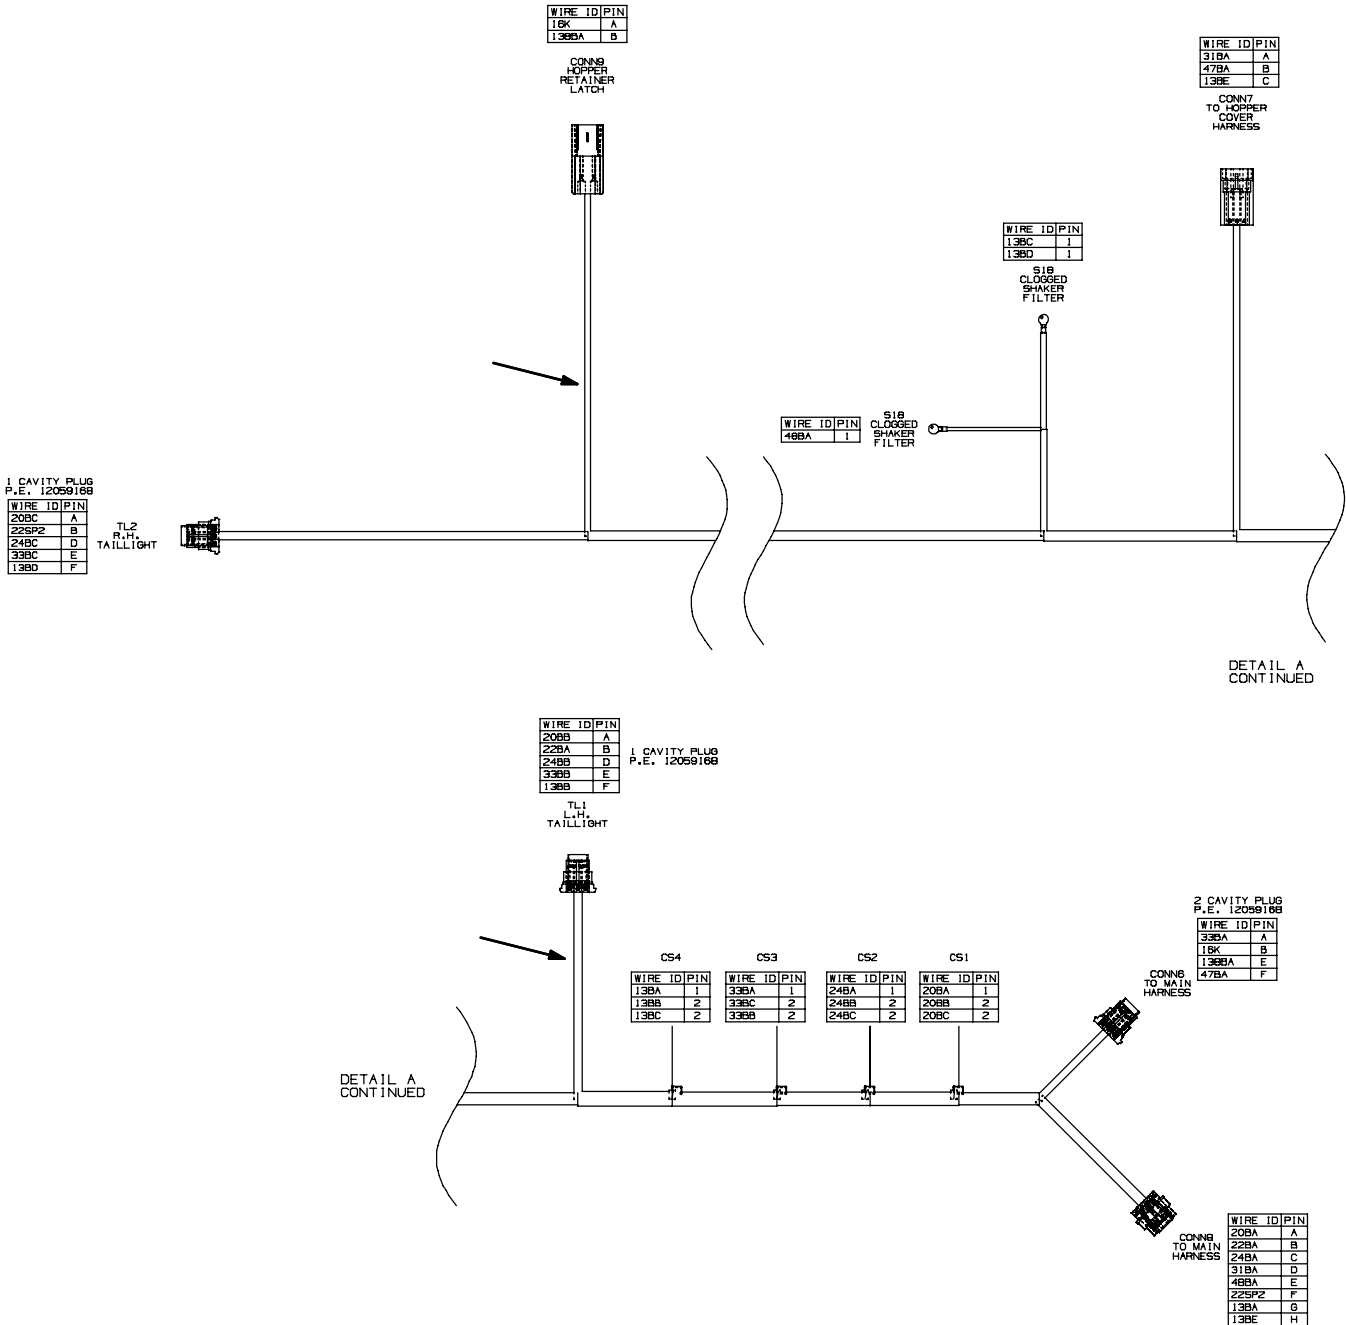 WIRE ID PIN
16K A
13BBA B
CONN9
HOPPER
RETAINER
LATCH
WIRE ID PIN
31BA A
47BA B
13BE C
CONN7
TO HOPPER
COVER
HARNESS
WIRE ID PIN
13BC 1
13BD 1
S18
CLOGGED
SHAKER
FILTER
WIRE ID PIN
48BA 1
S18
CLOGGED
SHAKER
FILTER
1 CAVITY PLUG
P.E. 12059168
WIRE ID PIN
20BC A
22SP2 B
24BC D
33BC E
13BD F
TL2
R.H.
TAILLIGHT
DETAIL A
CONTINUED
WIRE ID PIN
20BB A
22BA B
24BB D
33BB E
13BB F
1 CAVITY PLUG
P.E. 12059168
TL1
L.H.
TAILLIGHT
2 CAVITY PLUG
P.E. 12059168
WIRE ID PIN
33BA A
16K B
13BBA E
47BA F
CONN6
TO MAIN
HARNESS
CS4
WIRE ID PIN
13BA 1
13BB 2
13BC 2
CS3
WIRE ID PIN
33BA 1
33BC 2
33BB 2
CS2
WIRE ID PIN
24BA 1
24BB 2
24BC 2
CS1
WIRE ID PIN
20BA 1
20BB 2
20BC 2
DETAIL A
CONTINUED
CONN8
TO MAIN
HARNESS
WIRE ID PIN
20BA A
22BA B
24BA C
31BA D
48BA E
22SP2 F
13BA G
13BE H